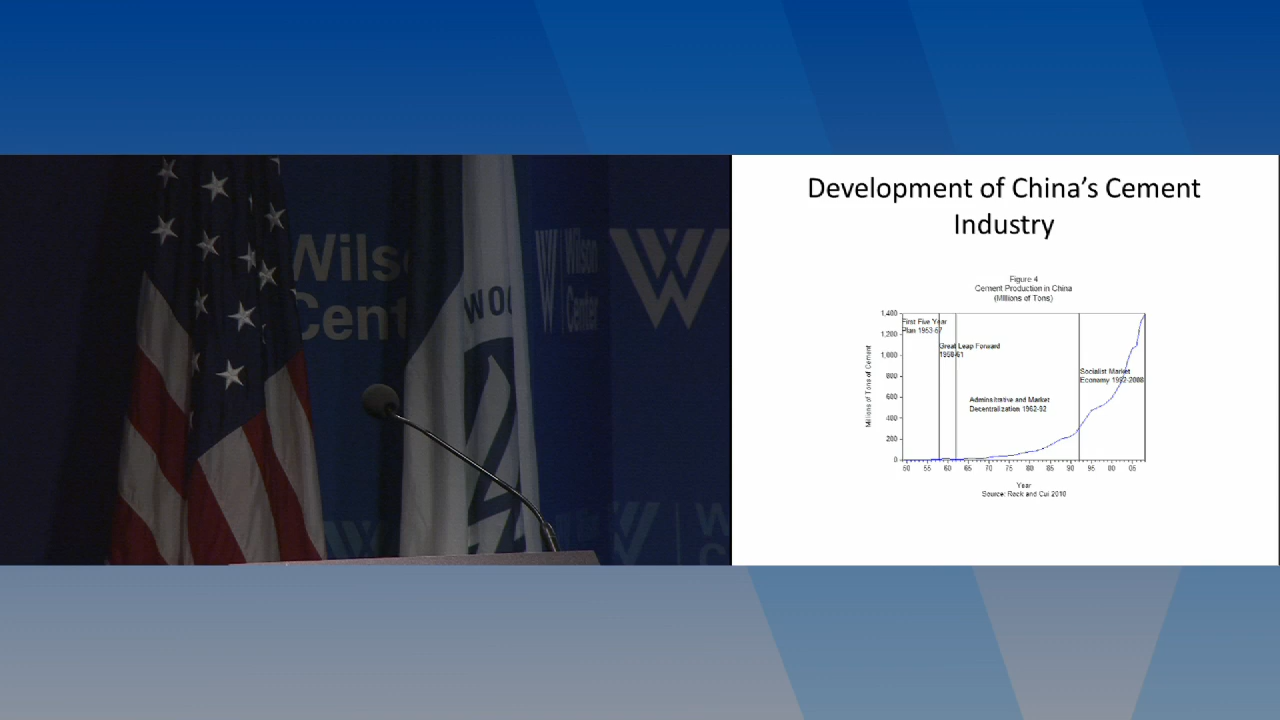 Wilson
Center
WOO
Wilson
Center
Development of China's Cement
Industry
Figure 4
Cement Production in China
(Millions of Tons)
Millions of Tons of Cement
1,400
1,200
1,000
800
600
400
200
0
First Five Year
Plan 1953-57
Great Leap Forward
1958-61
Administrative and Market
Decentralization 1962-92
Socialist Market
Economy 1992-2008
50 55 60 65 70 75 80 85 90 95 00 05
Year
Source: Rock and Cui 2010